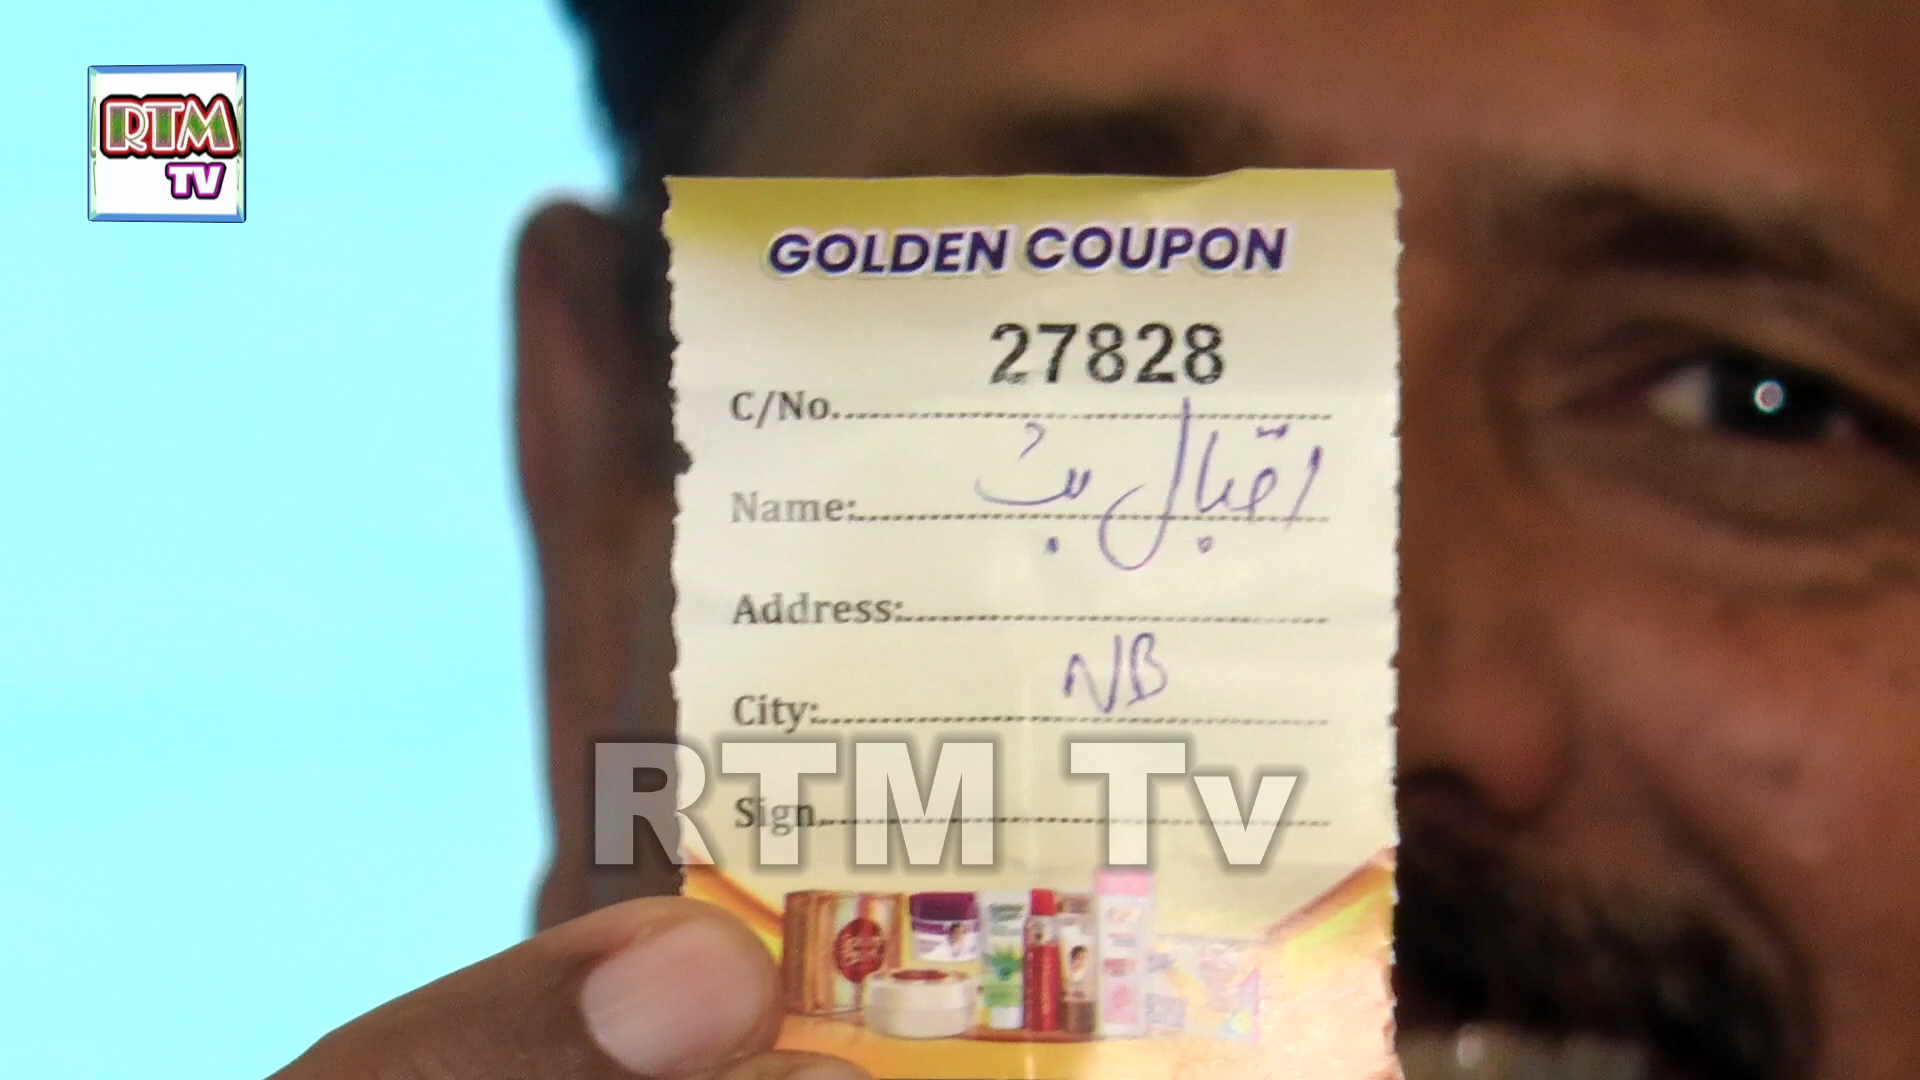 RTM
TV
GOLDEN COUPON
27828
C/No.
Name: اقبال بٹ
Address:
City: NB
Sign.
RTM Tv